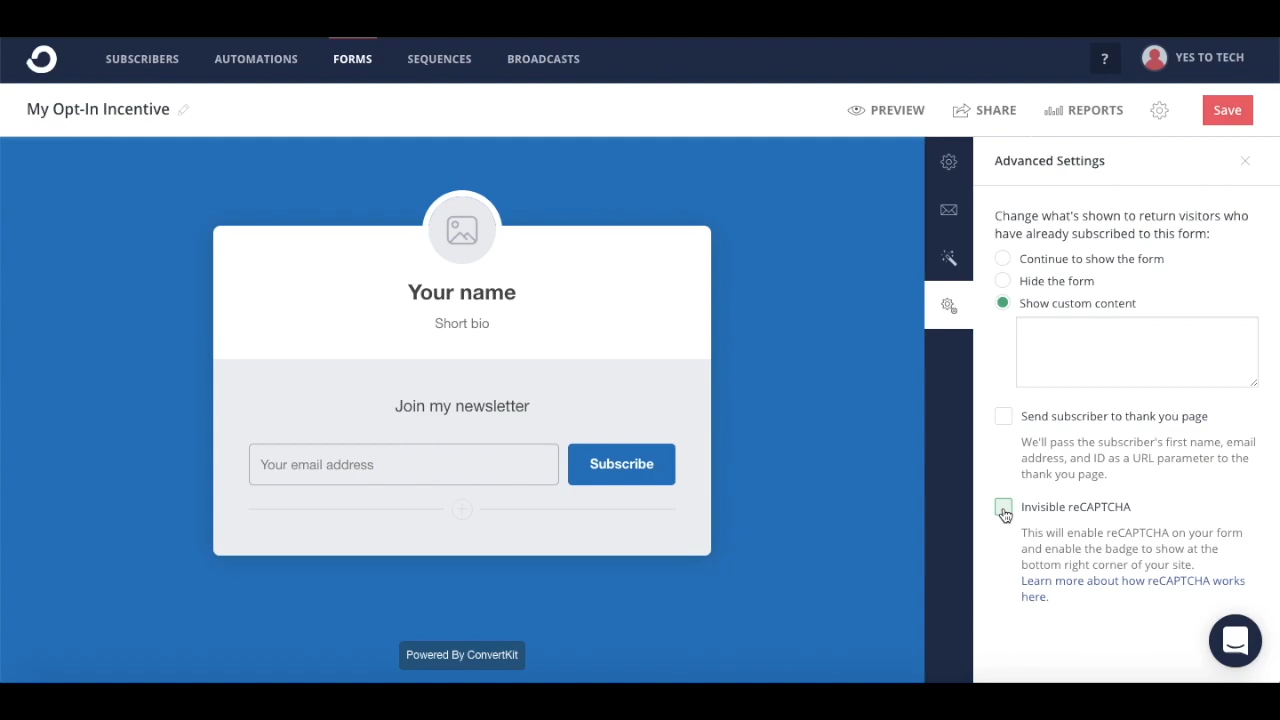 SUBSCRIBERS AUTOMATIONS FORMS SEQUENCES BROADCASTS ? YES TO TECH
My Opt-In Incentive PREVIEW SHARE REPORTS Save
Advanced Settings
Change what's shown to return visitors who
have already subscribed to this form:
Continue to show the form
Hide the form
Show custom content
Send subscriber to thank you page
We'll pass the subscriber's first name, email
address, and ID as a URL parameter to the
thank you page.
Invisible reCAPTCHA
This will enable reCAPTCHA on your form
and enable the badge to show at the
bottom right corner of your site.
Learn more about how reCAPTCHA works
here.
Your name
Short bio
Join my newsletter
Your email address Subscribe
Powered By ConvertKit